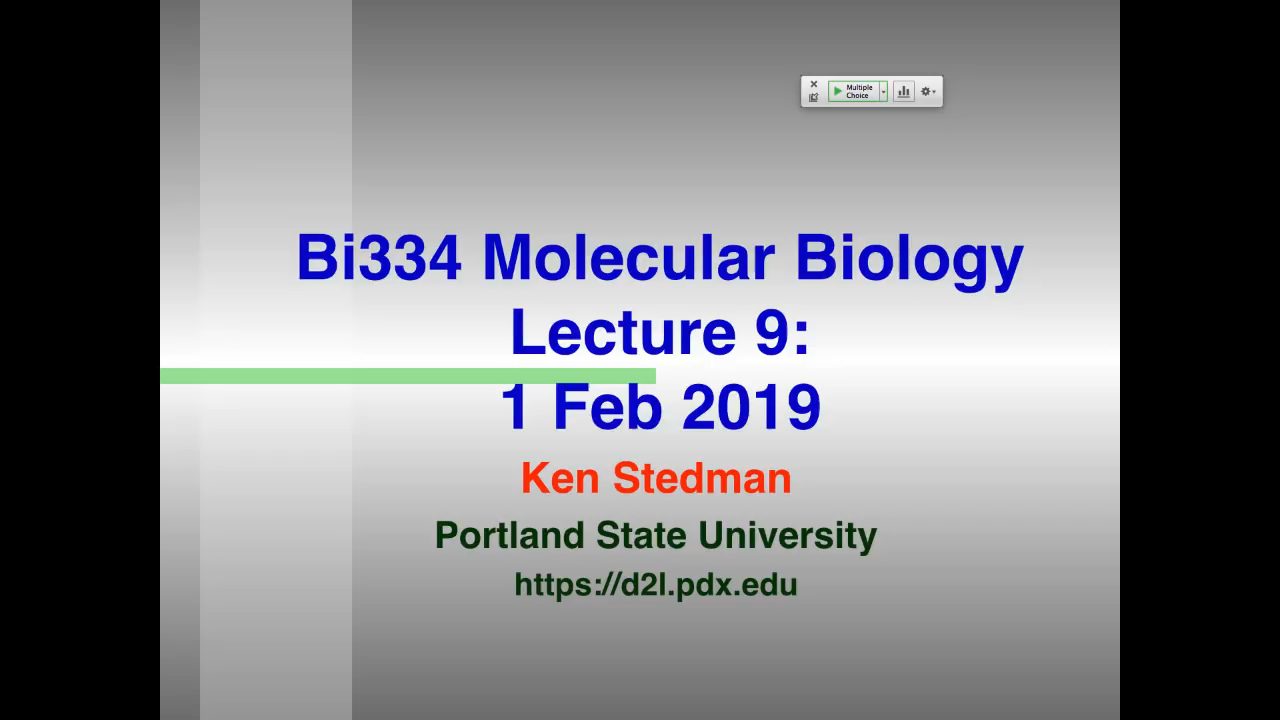 Multiple
Choice
Bi334 Molecular Biology
Lecture 9:
1 Feb 2019
Ken Stedman
Portland State University
https://d2l.pdx.edu